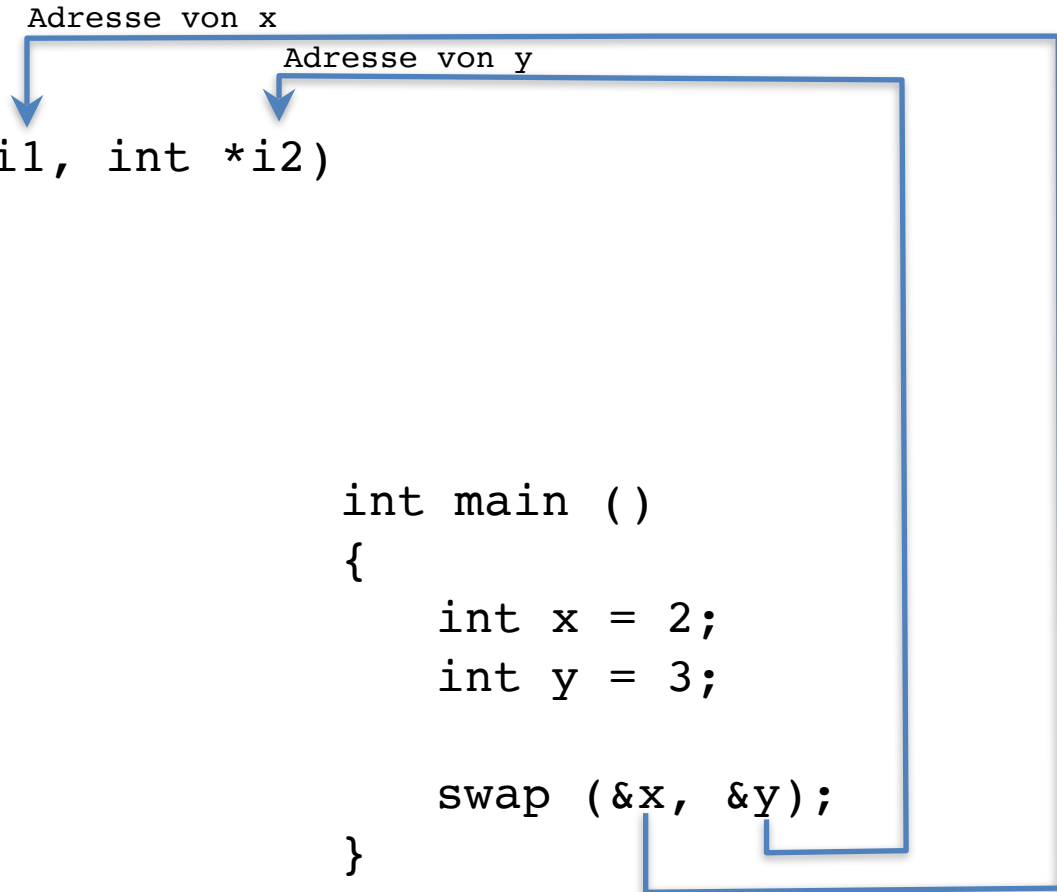 Adresse von x
Adresse von y
i1, int *i2)
int main ()
{
int x = 2;
int y = 3;
swap (&x, &y);
}